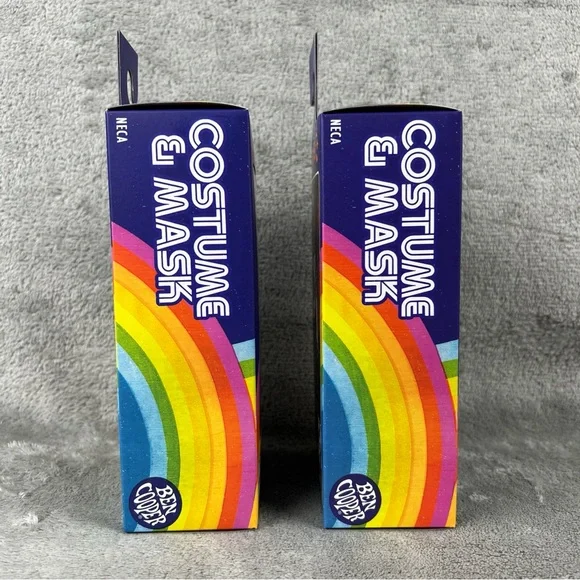 NECA
COSTUME
& MASK
BEN
COOPER
NECA
COSTUME
& MASK
BEN
COOPER